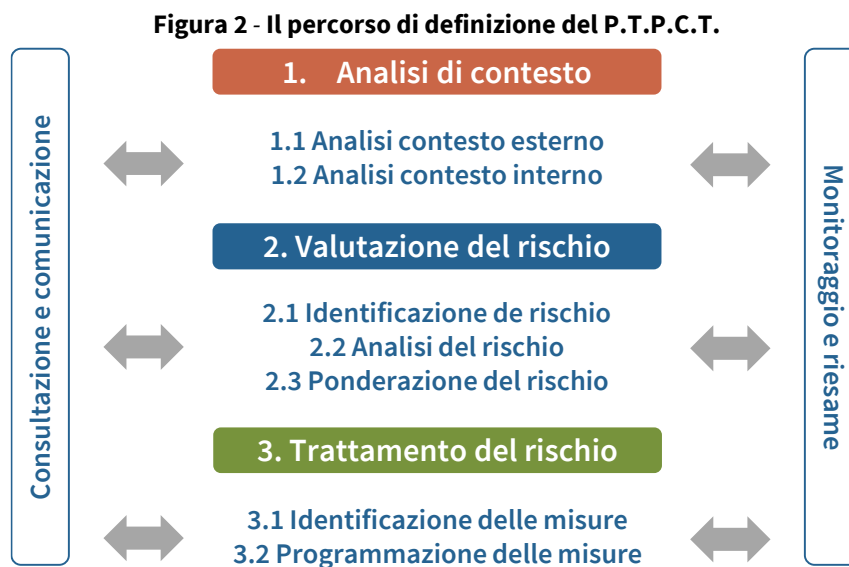 Figura 2 - Il percorso di definizione del P.T.P.C.T.
Consultazione e comunicazione
1. Analisi di contesto
1.1 Analisi contesto esterno
1.2 Analisi contesto interno
2. Valutazione del rischio
2.1 Identificazione de rischio
2.2 Analisi del rischio
2.3 Ponderazione del rischio
3. Trattamento del rischio
3.1 Identificazione delle misure
3.2 Programmazione delle misure
Monitoraggio e riesame